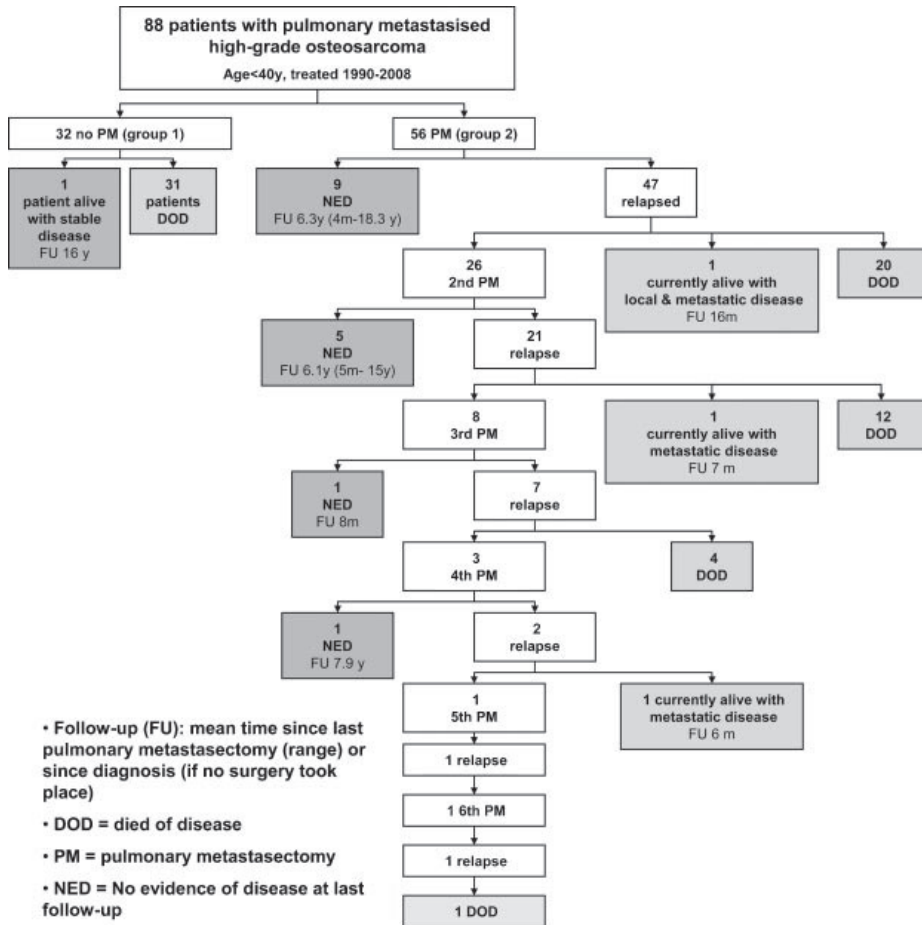 88 patients with pulmonary metastasised
high-grade osteosarcoma
Age<40y, treated 1990-2008
32 no PM (group 1)
56 PM (group 2)
1
patient alive
with stable
disease
FU 16 y
31
patients
DOD
9
NED
FU 6.3y (4m-18.3 y)
47
relapsed
26
2nd PM
1
currently alive with
local & metastatic disease
FU 16m
20
DOD
5
NED
FU 6.1y (5m- 15y)
21
relapse
8
3rd PM
1
currently alive with
metastatic disease
FU 7 m
12
DOD
1
NED
FU 8m
7
relapse
3
4th PM
4
DOD
1
NED
FU 7.9 y
2
relapse
1
5th PM
1 currently alive with
metastatic disease
FU 6 m
1 relapse
1 6th PM
1 relapse
1 DOD
• Follow-up (FU): mean time since last
pulmonary metastasectomy (range) or
since diagnosis (if no surgery took
place)
• DOD = died of disease
• PM = pulmonary metastasectomy
• NED = No evidence of disease at last
follow-up